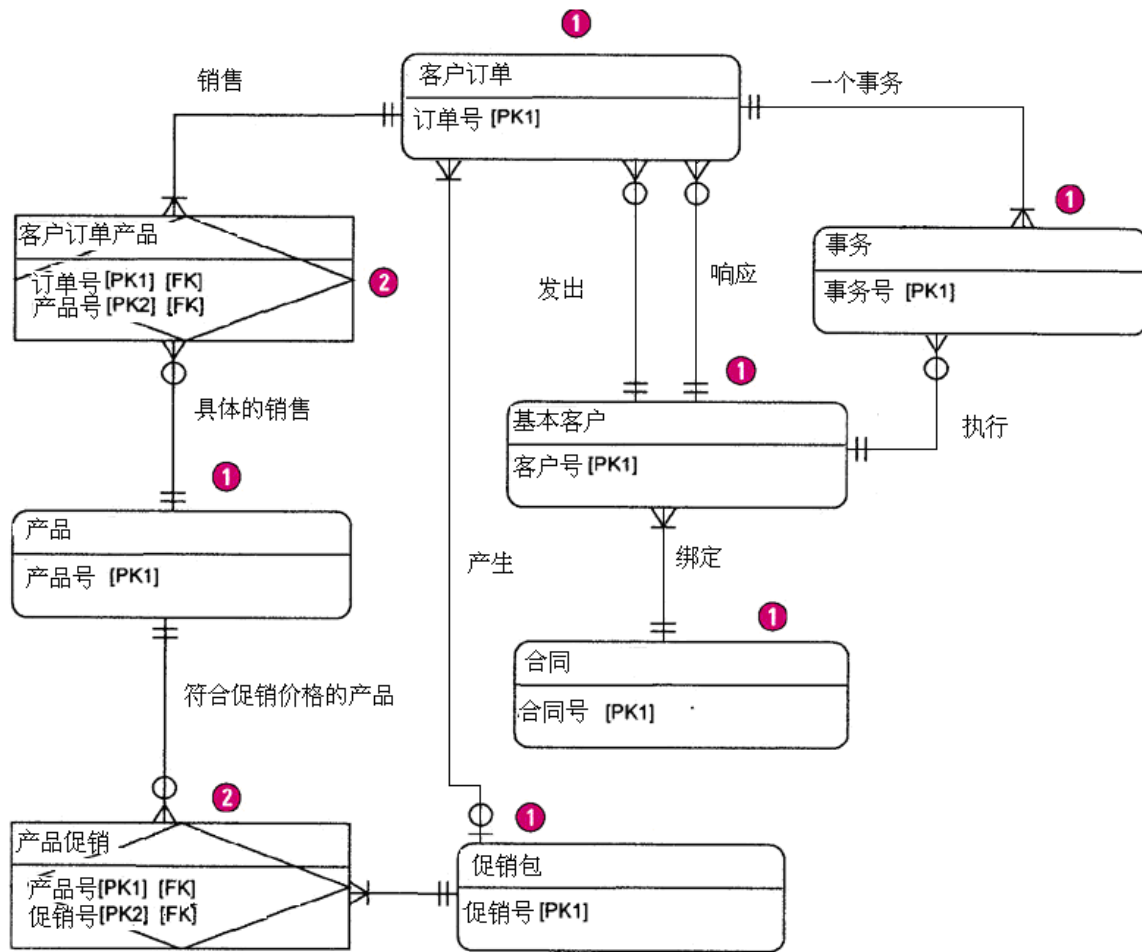 1
客户订单
订单号 [PK1]
销售
一个事务
1
事务
事务号 [PK1]
客户订单产品
订单号[PK1] [FK]
产品号[PK2] [FK]
2
发出
响应
具体的销售
1
基本客户
客户号 [PK1]
执行
1
产品
产品号 [PK1]
产生
绑定
1
合同
合同号 [PK1]
符合促销价格的产品
2
产品促销
产品号[PK1] [FK]
促销号[PK2] [FK]
1
促销包
促销号 [PK1]